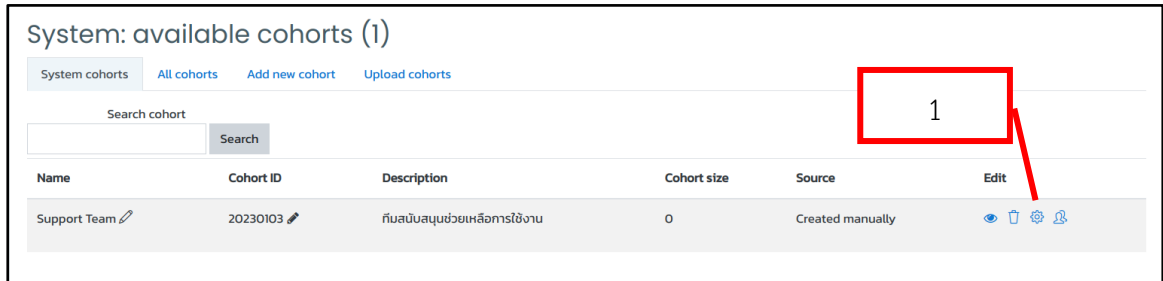 System: available cohorts (1)
System cohorts All cohorts Add new cohort Upload cohorts
1
Search cohort
Search
Name Cohort ID Description Cohort size Source Edit
Support Team 20230103 ทีมสนับสนุนช่วยเหลือการใช้งาน 0 Created manually